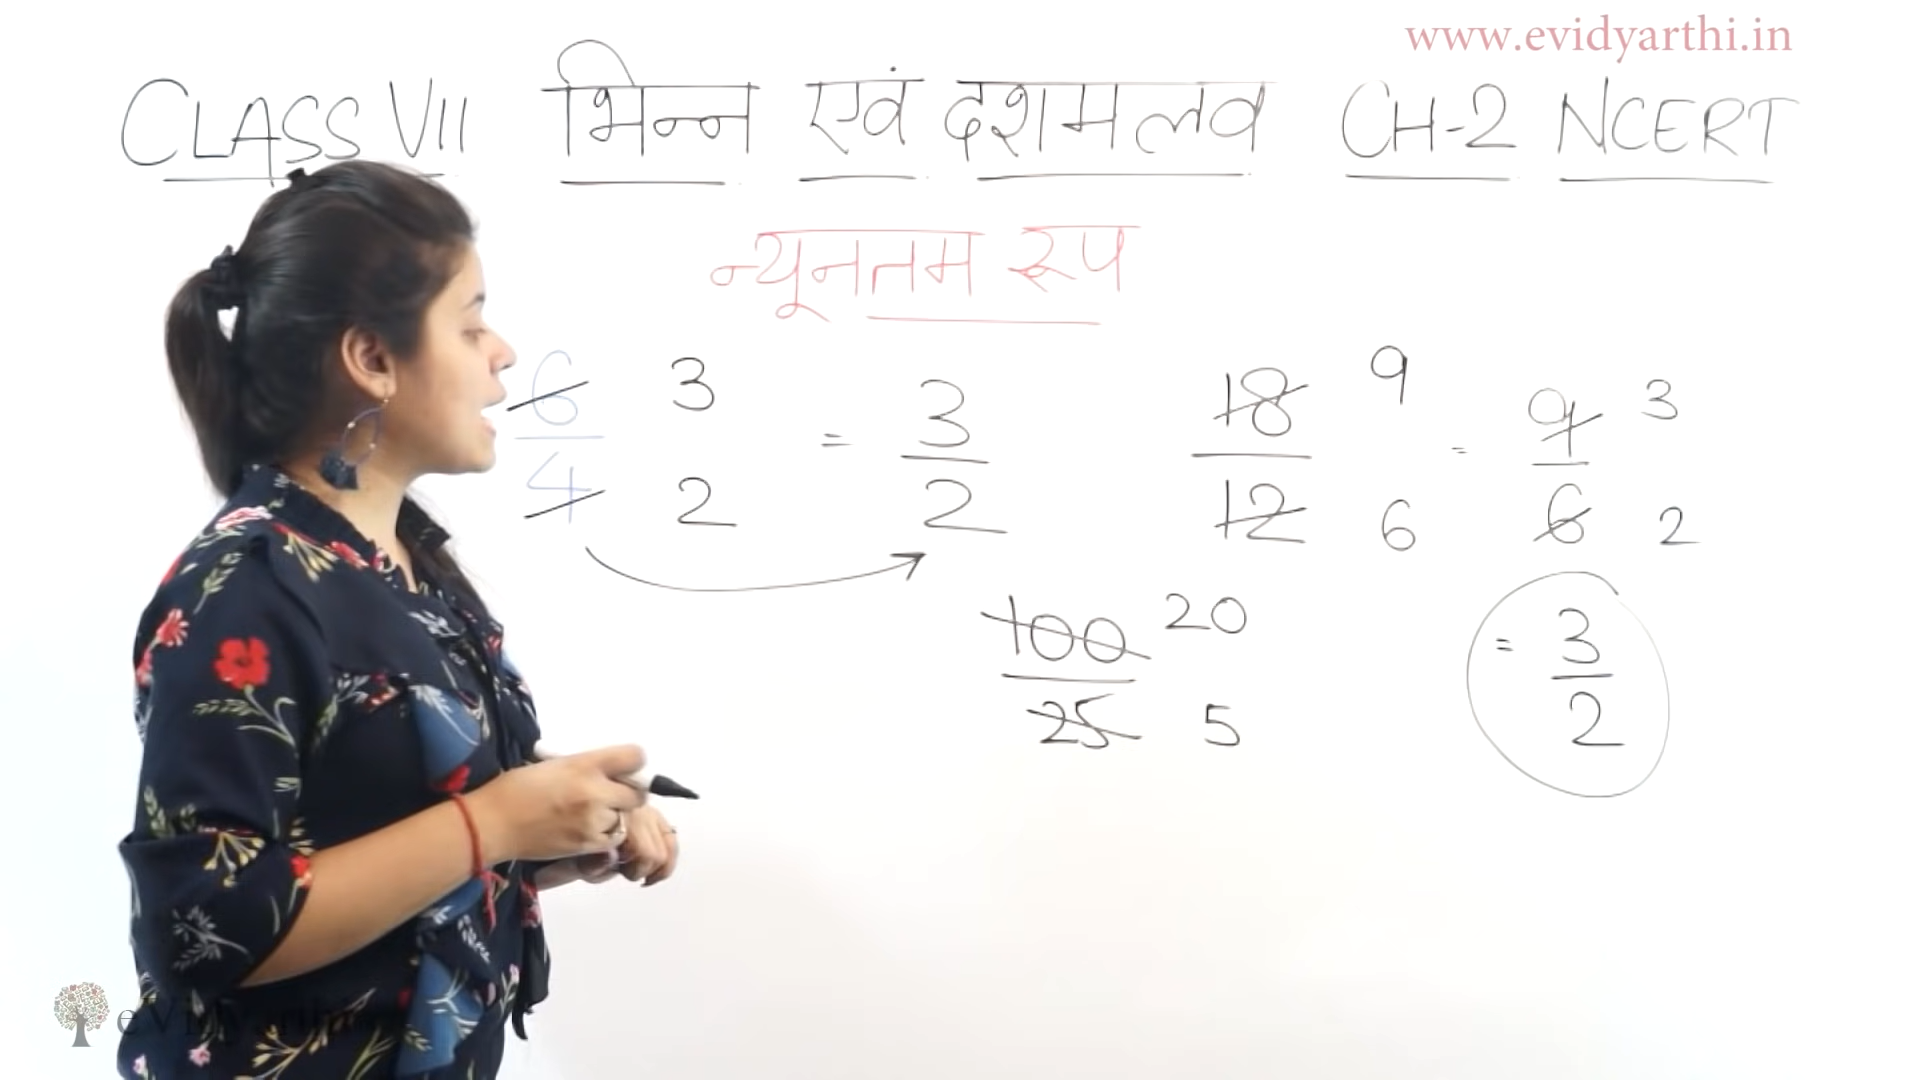 www.evidyarthi.in
CLASS VII भिन्न एवं दशमलव CH-2 NCERT
न्यूनतम रूप
6 3 = 3 18 9 = 9 3
4 2 2 12 6 6 2
100 20 = 3
25 5 2
eVidyarthi